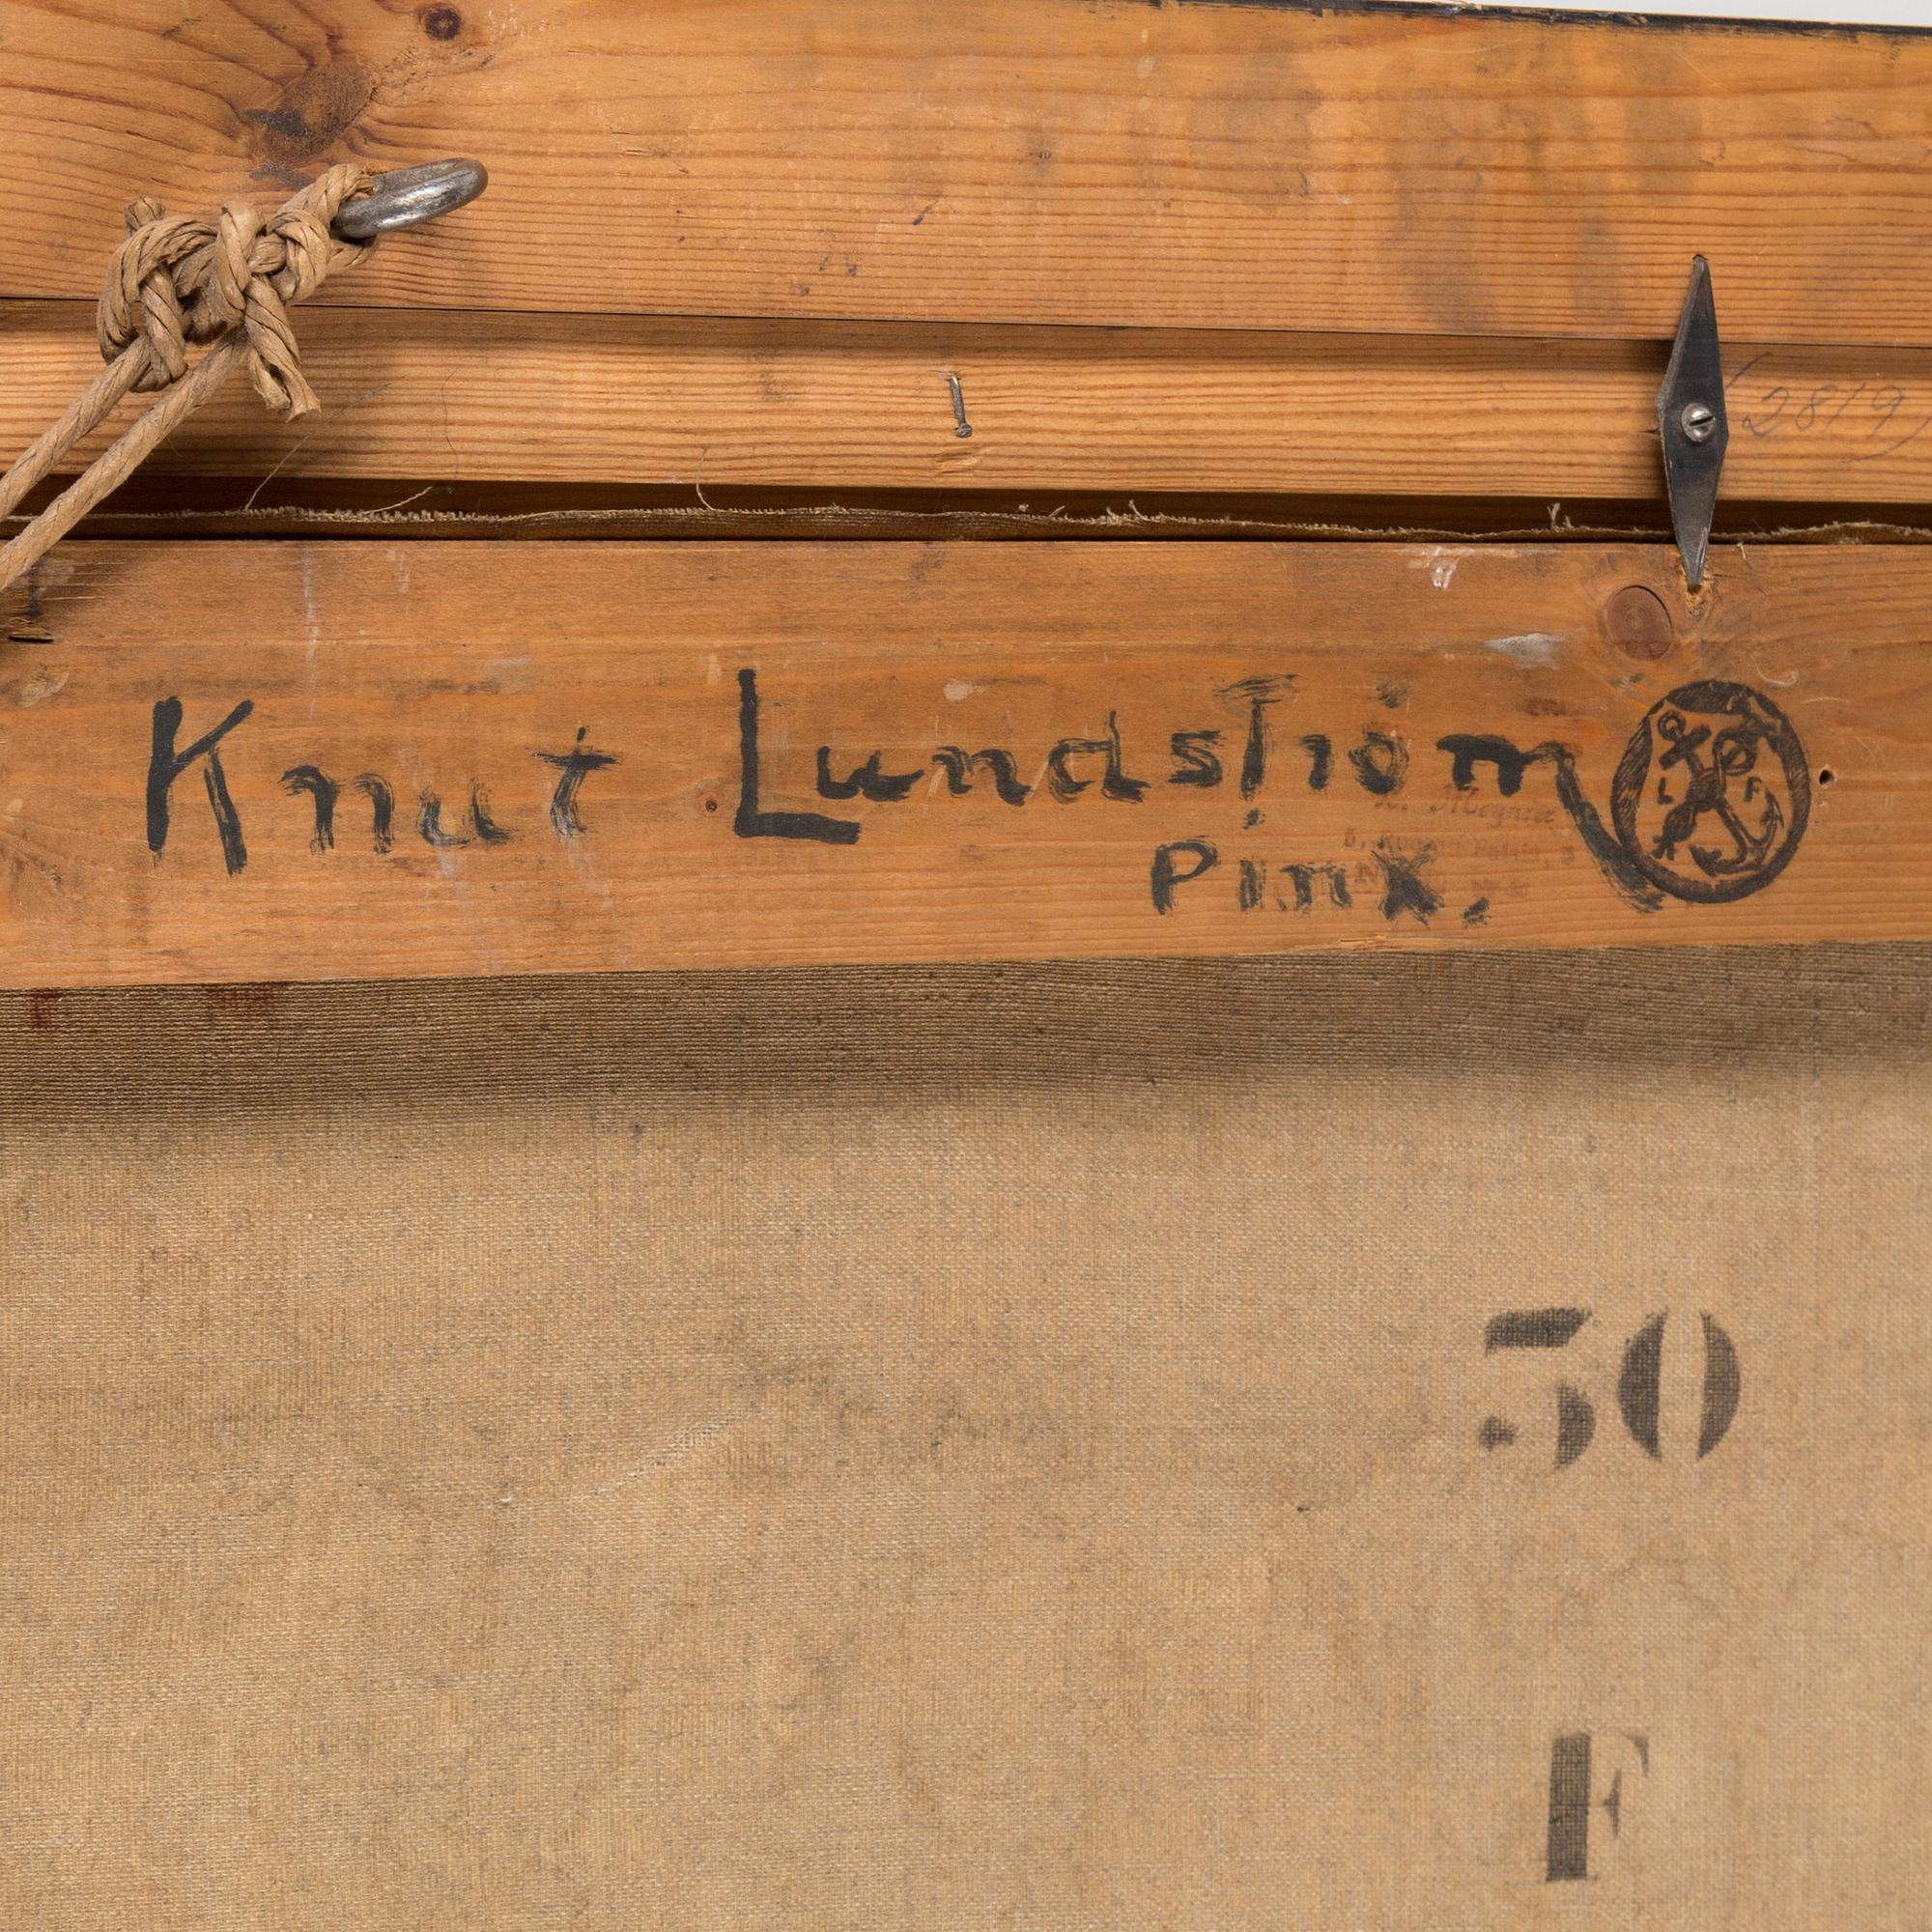 2819
Knut Lundström
Pinx.
L F
50
F